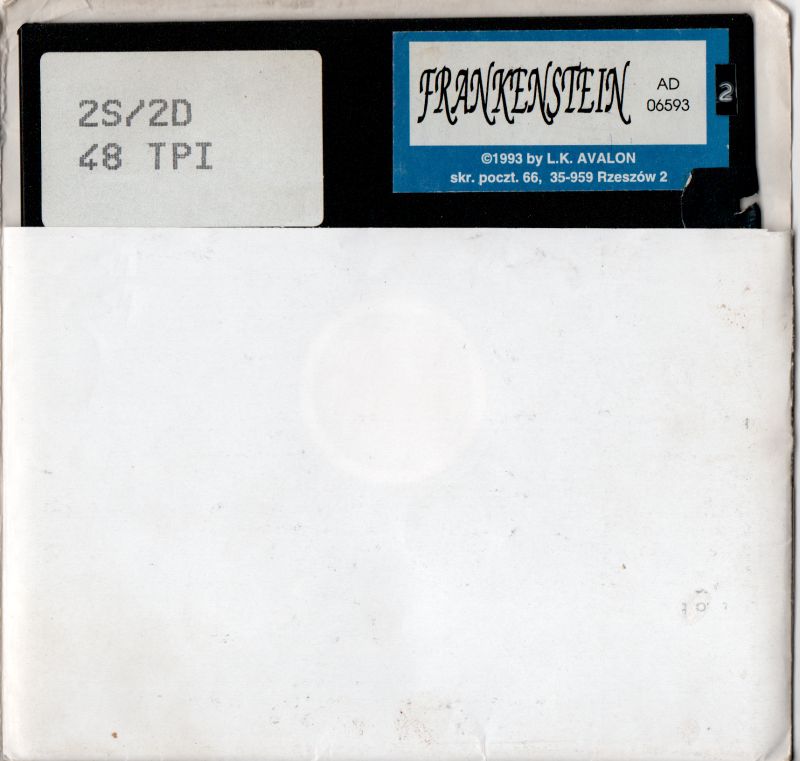 2S/2D
48 TPI
FRANKENSTEIN
AD
06593
2
©1993 by L.K. AVALON
skr. poczt. 66, 35-959 Rzeszów 2